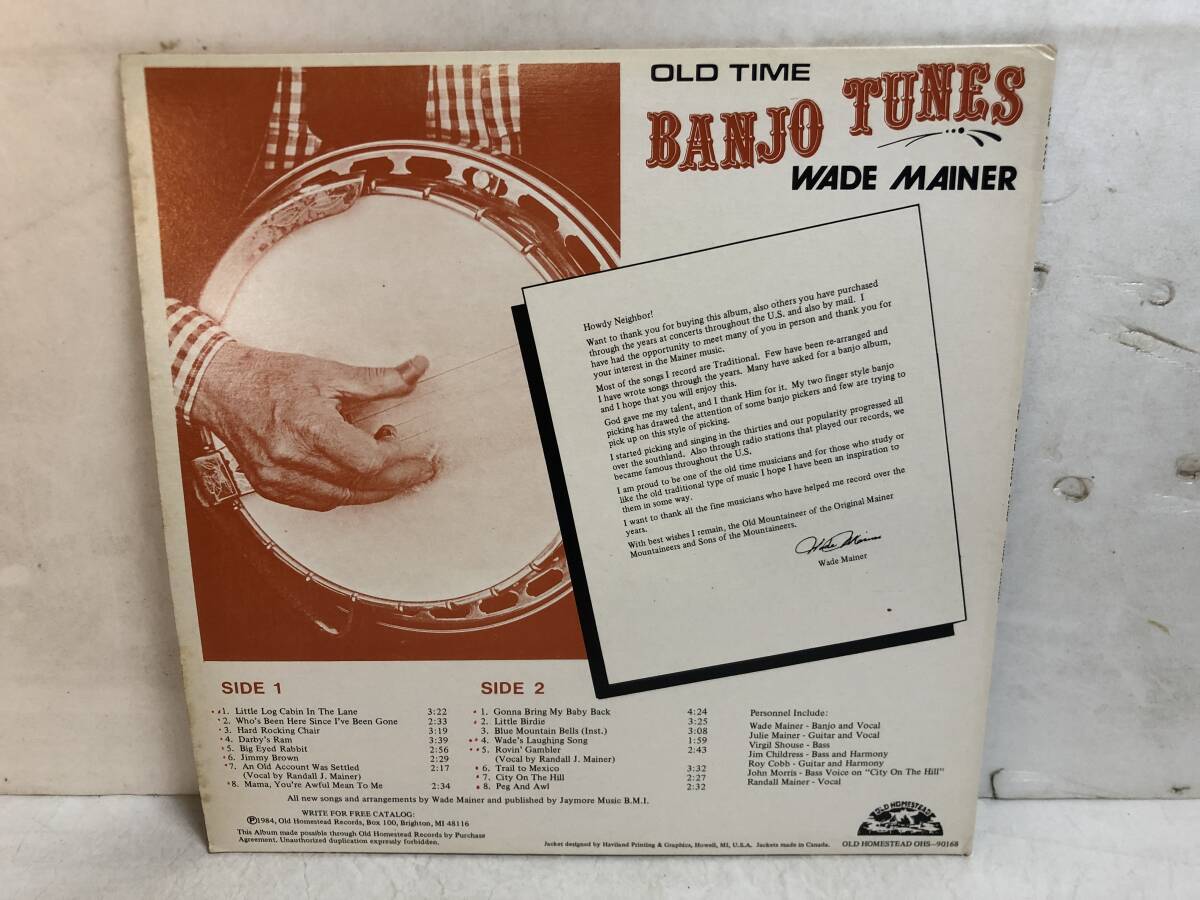 OLD TIME
BANJO TUNES
WADE MAINER
Howdy Neighbor!
Want to thank you for buying this album, also others you have purchased
through the years at concerts throughout the U.S. and also by mail. I
have had the opportunity to meet many of you in person and thank you for
your interest in the Mainer music.
Most of the songs I record are Traditional. Few have been re-arranged and
I have wrote songs through the years. Many have asked for a banjo album,
and I hope that you will enjoy this.
God gave me my talent, and I thank Him for it. My two finger style banjo
picking has drawed the attention of some banjo pickers and few are trying to
pick up on this style of picking.
I started picking and singing in the thirties and our popularity progressed all
over the southland. Also through radio stations that played our records, we
became famous throughout the U.S.
I am proud to be one of the old time musicians and for those who study or
like the old traditional type of music I hope I have been an inspiration to
them in some way.
I want to thank all the fine musicians who have helped me record over the
years.
With best wishes I remain, the Old Mountaineer of the Original Mainer
Mountaineers and Sons of the Mountaineers.
Wade Mainer
Wade Mainer
SIDE 1
1. Little Log Cabin In The Lane 3:22
2. Who's Been Here Since I've Been Gone 2:33
3. Hard Rocking Chair 3:19
4. Darby's Ram 3:39
5. Big Eyed Rabbit 2:56
6. Jimmy Brown 2:29
7. An Old Account Was Settled 2:17
(Vocal by Randall J. Mainer)
8. Mama, You're Awful Mean To Me 2:34
SIDE 2
1. Gonna Bring My Baby Back 4:24
2. Little Birdie 3:25
3. Blue Mountain Bells (Inst.) 3:08
4. Wade's Laughing Song 1:59
5. Rovin' Gambler 2:43
(Vocal by Randall J. Mainer)
6. Trail to Mexico 3:32
7. City On The Hill 2:27
8. Peg And Awl 2:32
Personnel Include:
Wade Mainer - Banjo and Vocal
Julie Mainer - Guitar and Vocal
Virgil Shouse - Bass
Jim Childress - Bass and Harmony
Roy Cobb - Guitar and Harmony
John Morris - Bass Voice on "City On The Hill"
Randall Mainer - Vocal
All new songs and arrangements by Wade Mainer and published by Jaymore Music B.M.I.
WRITE FOR FREE CATALOG:
Ⓟ1984, Old Homestead Records, Box 100, Brighton, MI 48116
This Album made possible through Old Homestead Records by Purchase
Agreement. Unauthorized duplication expressly forbidden.
Jacket designed by Haviland Printing & Graphics, Howell, MI, U.S.A. Jackets made in Canada.
OLD HOMESTEAD
OLD HOMESTEAD OHS-90168